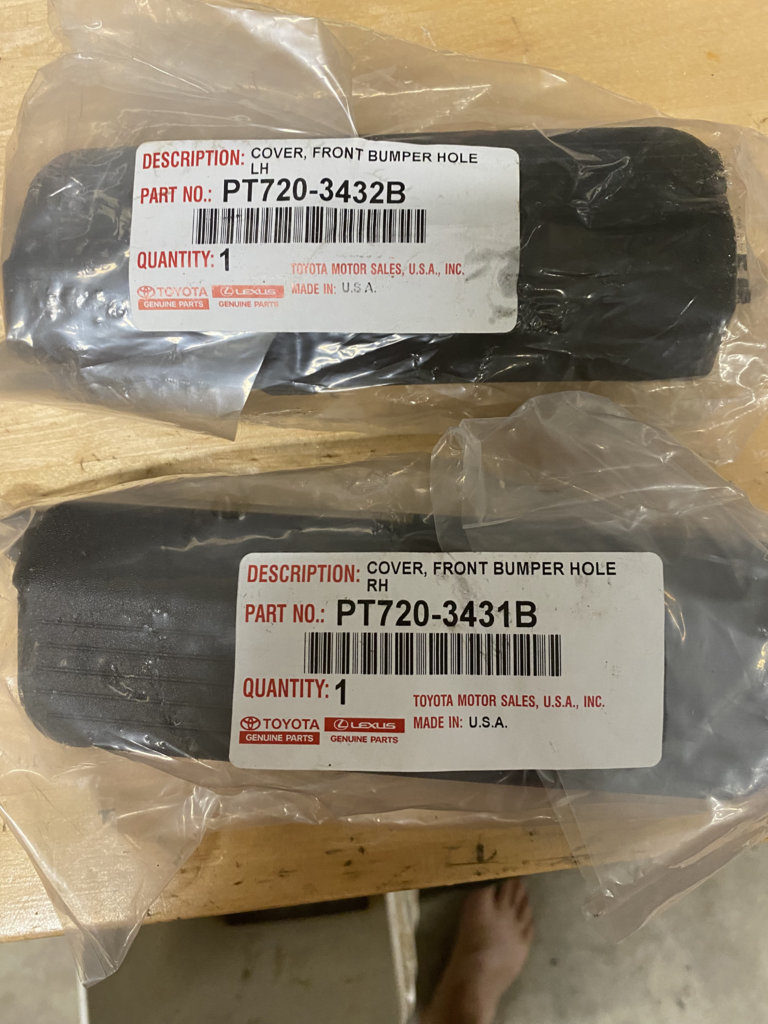 DESCRIPTION: COVER, FRONT BUMPER HOLE
LH
PART NO.: PT720-3432B
QUANTITY: 1
TOYOTA MOTOR SALES, U.S.A., INC.
TOYOTA LEXUS MADE IN: U.S.A.
GENUINE PARTS GENUINE PARTS
DESCRIPTION: COVER, FRONT BUMPER HOLE
RH
PART NO.: PT720-3431B
QUANTITY: 1
TOYOTA MOTOR SALES, U.S.A., INC.
TOYOTA LEXUS MADE IN: U.S.A.
GENUINE PARTS GENUINE PARTS